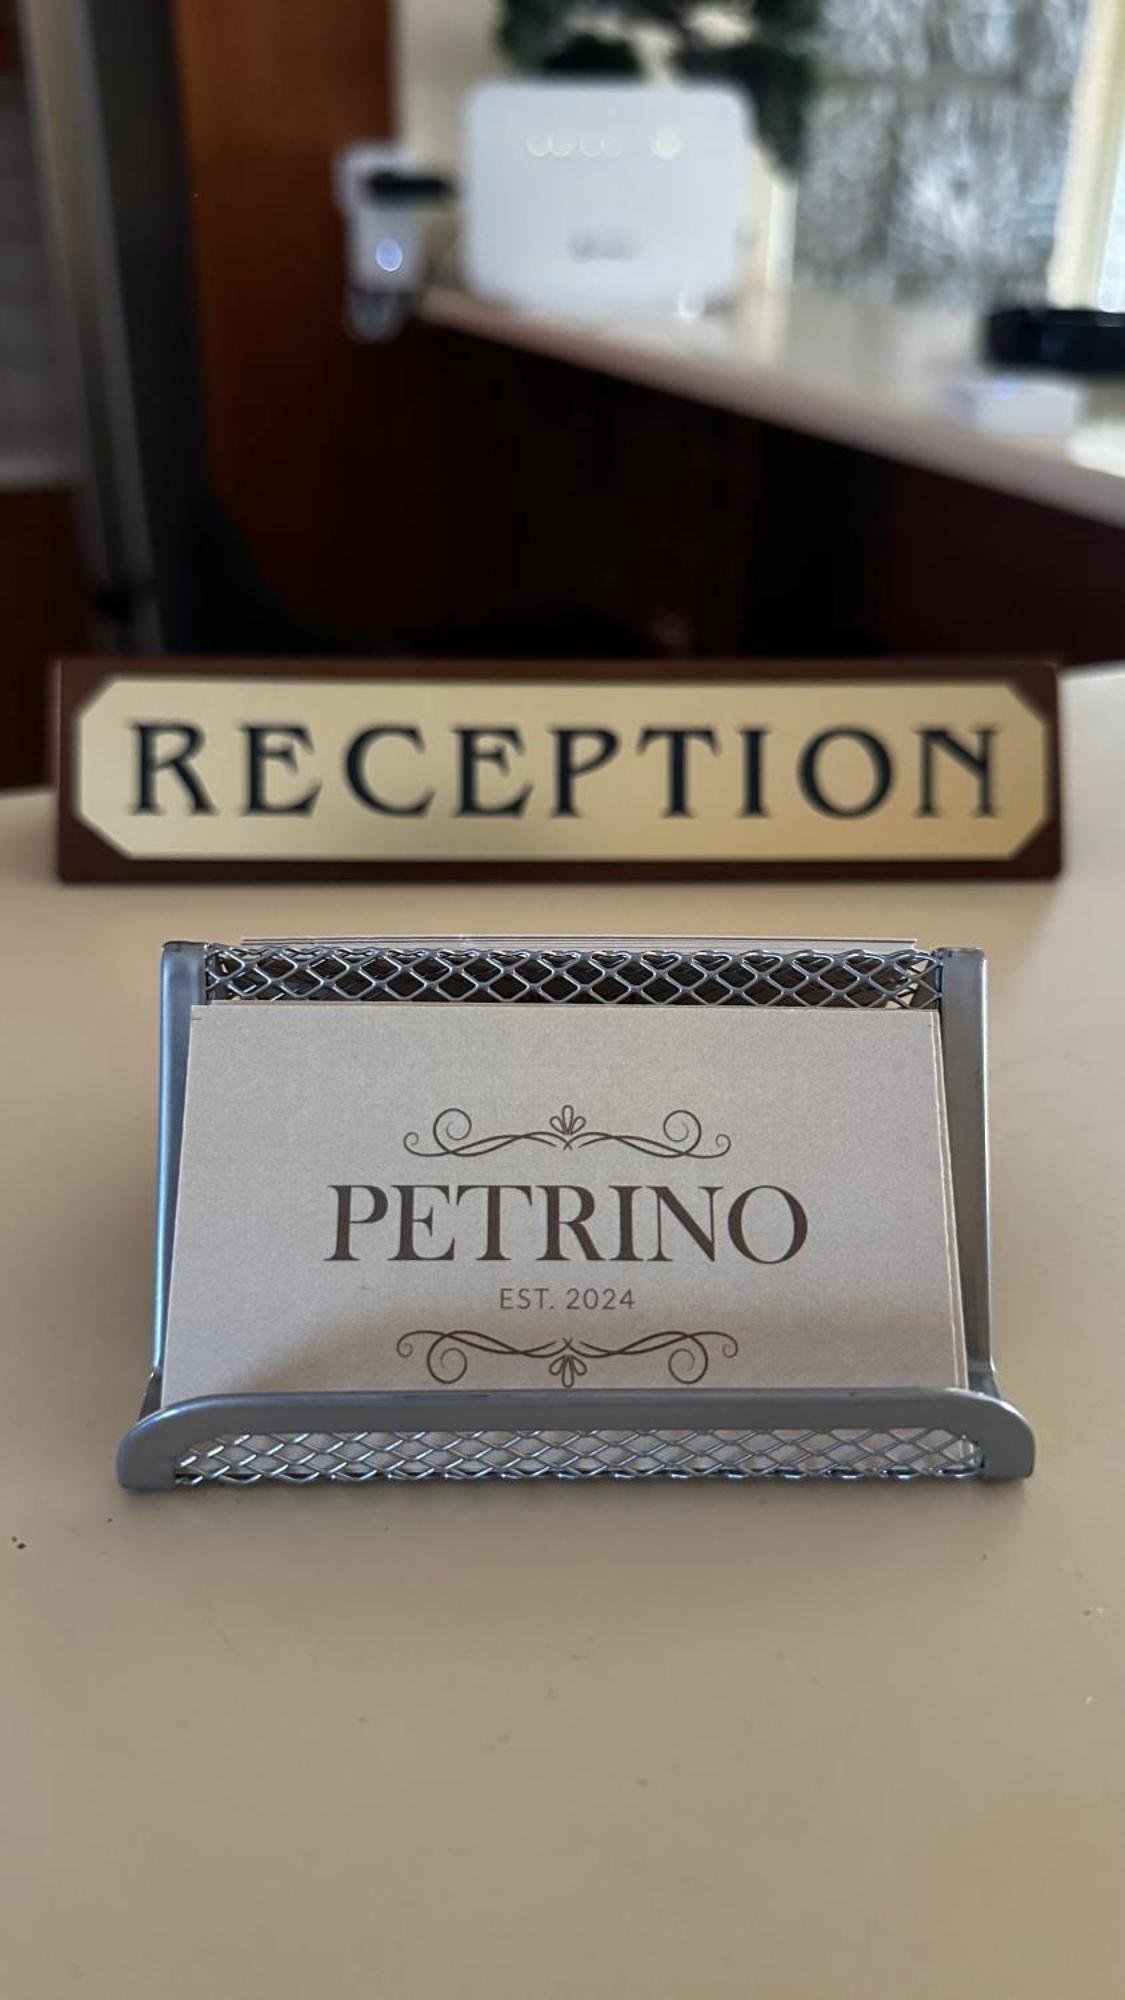 RECEPTION
PETRINO
EST. 2024